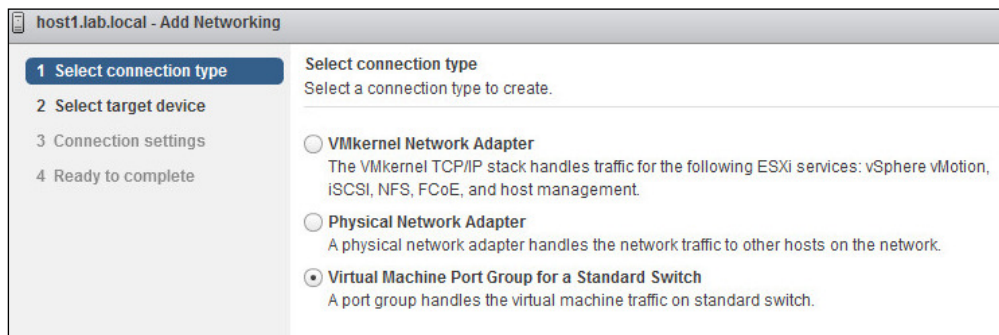 host1.lab.local - Add Networking
1 Select connection type
2 Select target device
3 Connection settings
4 Ready to complete
Select connection type
Select a connection type to create.
VMkernel Network Adapter
The VMkernel TCP/IP stack handles traffic for the following ESXi services: vSphere vMotion,
iSCSI, NFS, FCoE, and host management.
Physical Network Adapter
A physical network adapter handles the network traffic to other hosts on the network.
Virtual Machine Port Group for a Standard Switch
A port group handles the virtual machine traffic on standard switch.